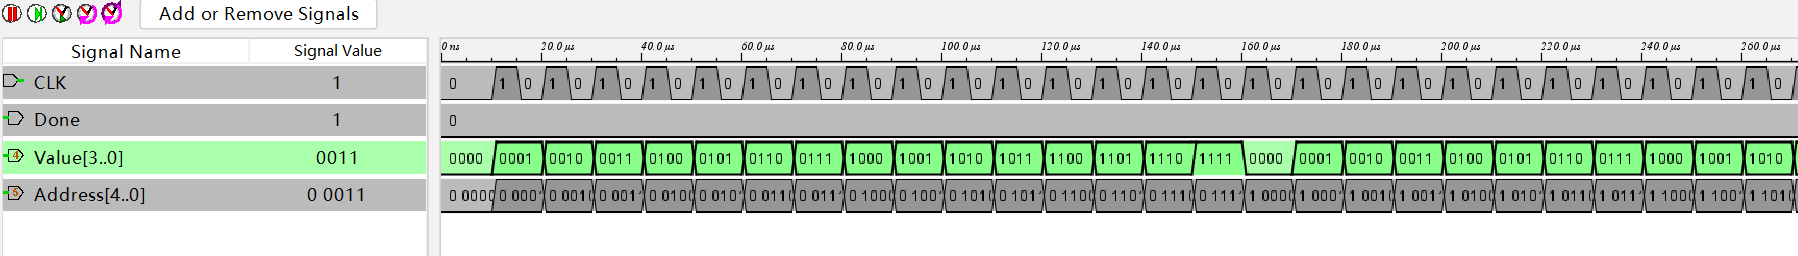 Add or Remove Signals
Signal Name Signal Value
0 ns 20.0 µs 40.0 µs 60.0 µs 80.0 µs 100.0 µs 120.0 µs 140.0 µs 160.0 µs 180.0 µs 200.0 µs 220.0 µs 240.0 µs 260.0 µs
CLK 1 0 1 0 1 0 1 0 1 0 1 0 1 0 1 0 1 0 1 0 1 0 1 0 1 0 1 0 1 0 1 0 1 0 1 0 1 0 1 0 1 0 1 0 1 0 1 0 1 0 1 0 1 0
Done 1 0
4 Value[3..0] 0011 0000 0001 0010 0011 0100 0101 0110 0111 1000 1001 1010 1011 1100 1101 1110 1111 0000 0001 0010 0011 0100 0101 0110 0111 1000 1001 1010
5 Address[4..0] 0 0011 0 0000 0 000 0 001 0 001 0 010 0 010 0 011 0 011 0 100 0 100 0 101 0 101 0 110 0 110 0 111 0 111 1 000 1 000 1 001 1 001 1 010 1 010 1 011 1 011 1 100 1 100 1 101